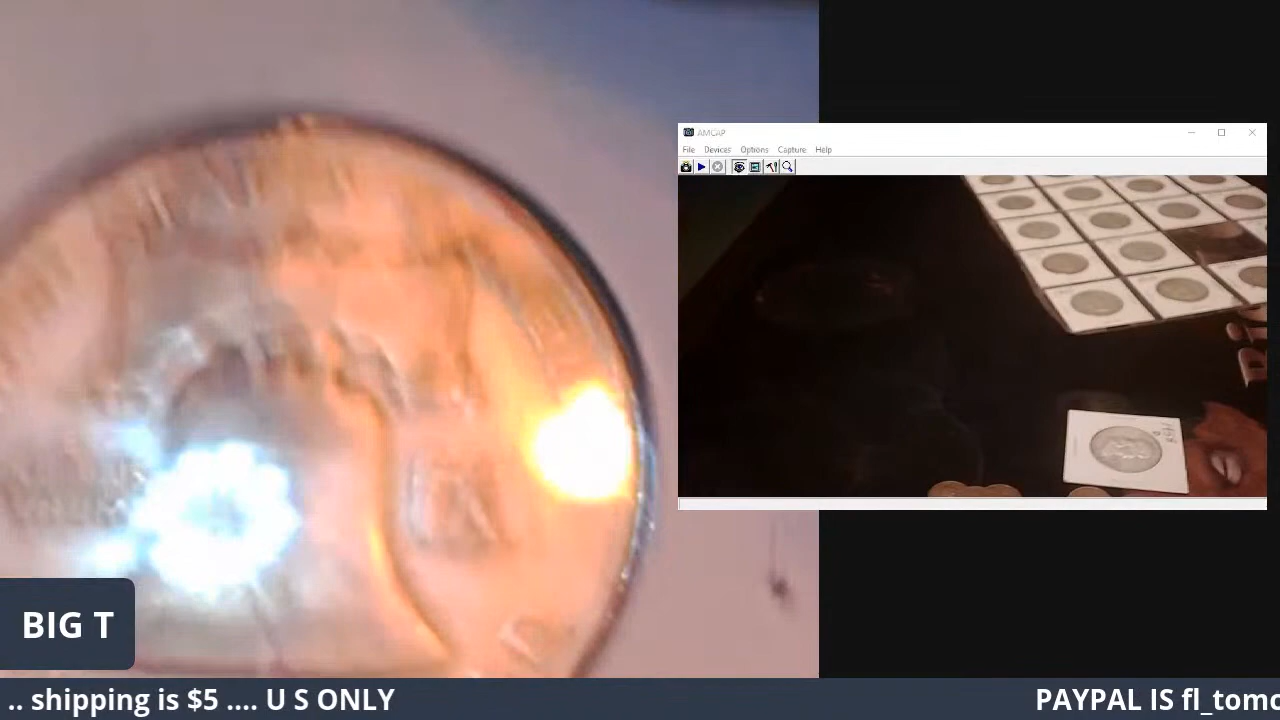 AMCAP
File Devices Options Capture Help
BIG T
.. shipping is $5 .... U S ONLY
PAYPAL IS fl_tomc